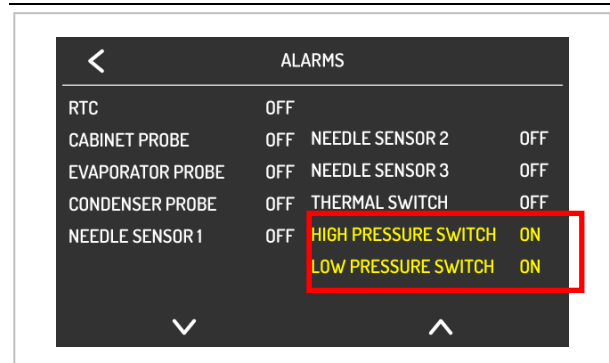 ALARMS
RTC OFF
CABINET PROBE OFF NEEDLE SENSOR 2 OFF
EVAPORATOR PROBE OFF NEEDLE SENSOR 3 OFF
CONDENSER PROBE OFF THERMAL SWITCH OFF
NEEDLE SENSOR 1 OFF HIGH PRESSURE SWITCH ON
LOW PRESSURE SWITCH ON